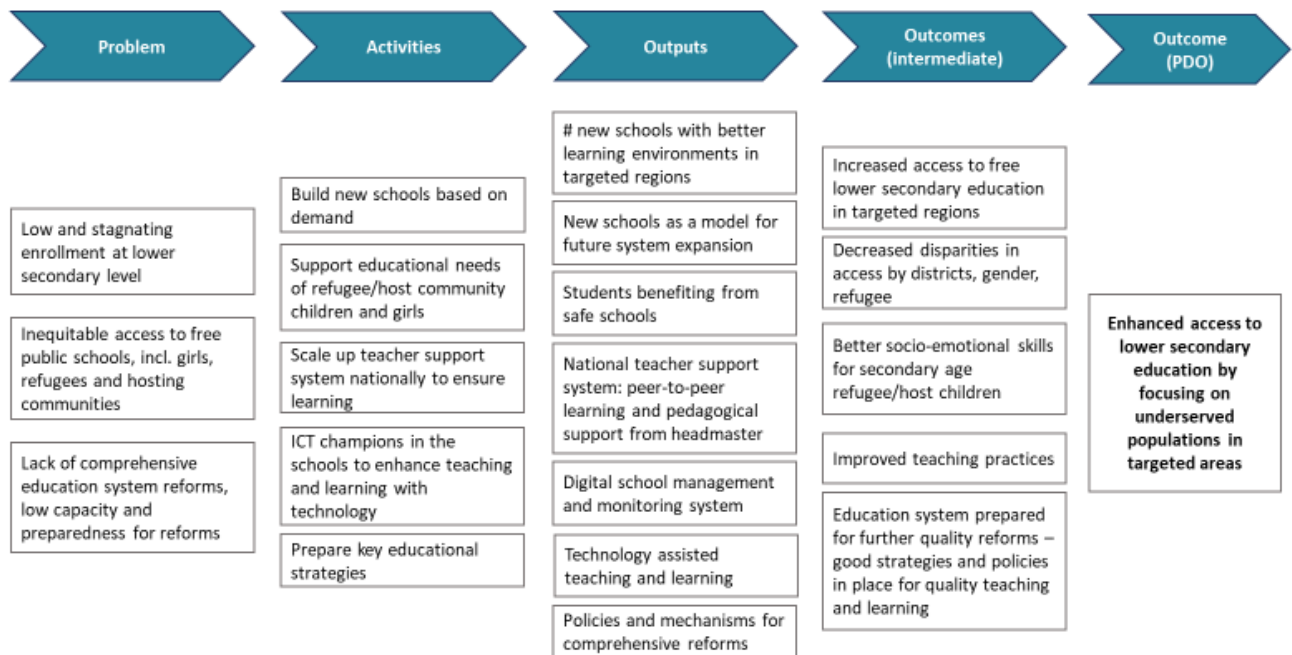 Problem
Activities
Outputs
Outcomes
(intermediate)
Outcome
(PDO)
Low and stagnating
enrollment at lower
secondary level
Inequitable access to free
public schools, incl. girls,
refugees and hosting
communities
Lack of comprehensive
education system reforms,
low capacity and
preparedness for reforms
Build new schools based on
demand
Support educational needs
of refugee/host community
children and girls
Scale up teacher support
system nationally to ensure
learning
ICT champions in the
schools to enhance teaching
and learning with
technology
Prepare key educational
strategies
# new schools with better
learning environments in
targeted regions
New schools as a model for
future system expansion
Students benefiting from
safe schools
National teacher support
system: peer-to-peer
learning and pedagogical
support from headmaster
Digital school management
and monitoring system
Technology assisted
teaching and learning
Policies and mechanisms for
comprehensive reforms
Increased access to free
lower secondary education
in targeted regions
Decreased disparities in
access by districts, gender,
refugee
Better socio-emotional skills
for secondary age
refugee/host children
Improved teaching practices
Education system prepared
for further quality reforms –
good strategies and policies
in place for quality teaching
and learning
Enhanced access to
lower secondary
education by
focusing on
underserved
populations in
targeted areas